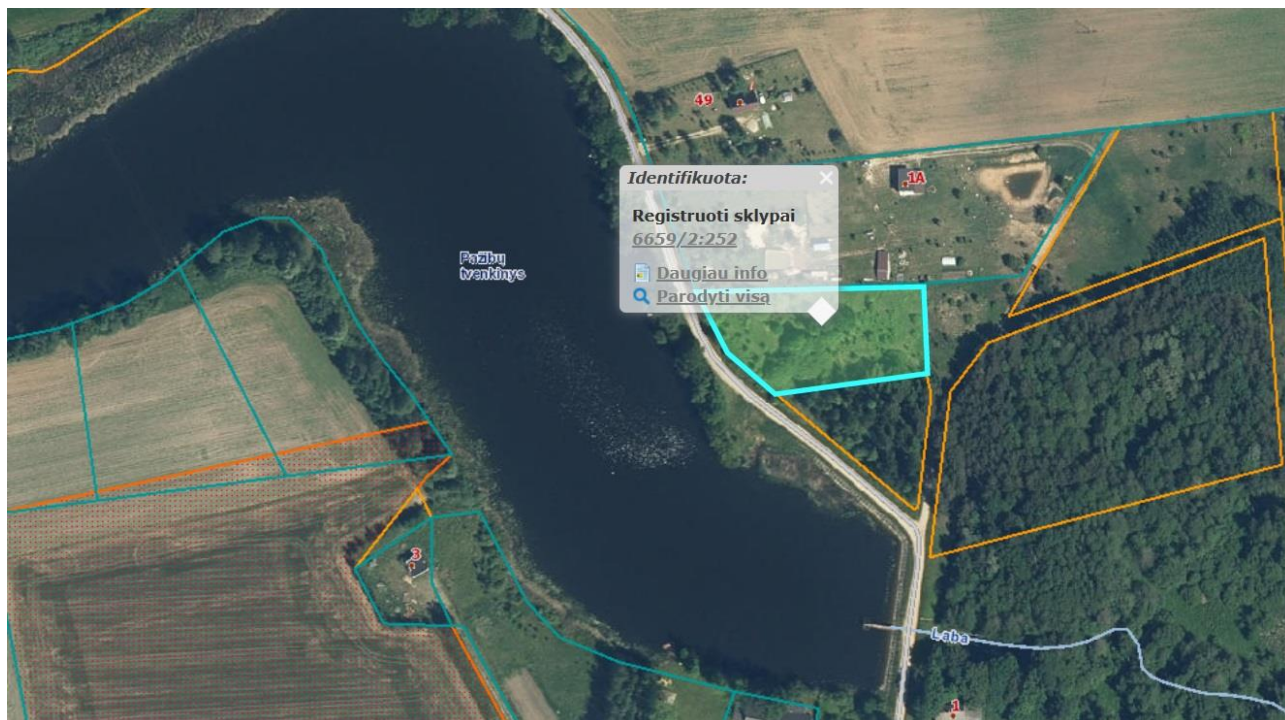 49
Identifikuota:
1A
Registruoti sklypai
6659/2:252
Daugiau info
Parodyti visą
Pažibų
tvenkinys
3
Laba
1